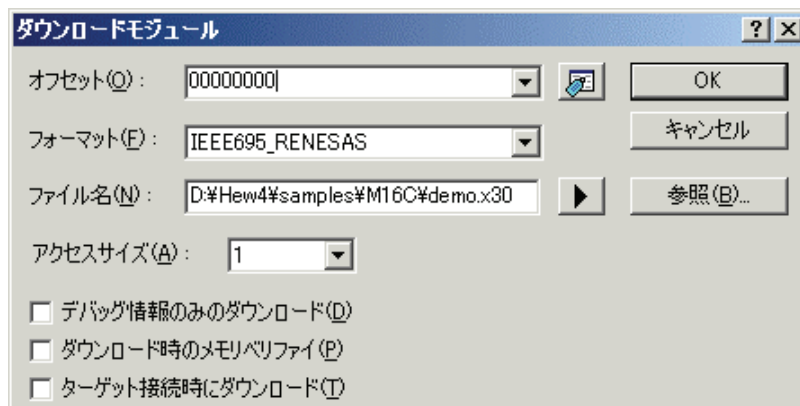 ダウンロードモジュール
オフセット(O): 00000000 OK
フォーマット(F): IEEE695_RENESAS キャンセル
ファイル名(N): D:¥Hew4¥samples¥M16C¥demo.x30 参照(B)...
アクセスサイズ(A): 1
デバッグ情報のみのダウンロード(D)
ダウンロード時のメモリベリファイ(P)
ターゲット接続時にダウンロード(T)